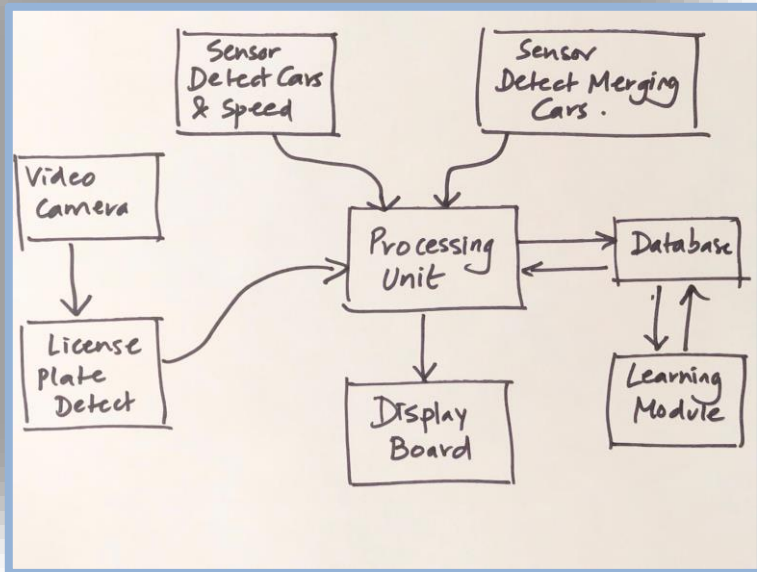 Sensor
Detect Cars
& Speed
Sensor
Detect Merging
Cars.
Video
Camera
Processing
Unit
Database
License
Plate
Detect
Display
Board
Learning
Module